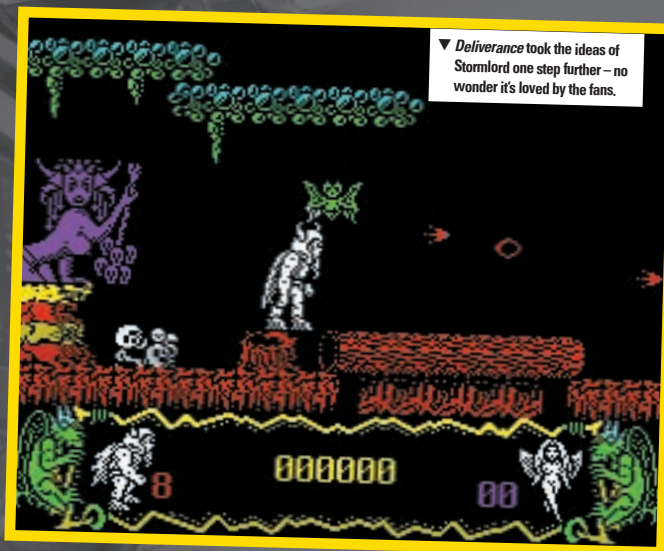 ▼ Deliverance took the ideas of
Stormlord one step further – no
wonder it's loved by the fans.
8
000000
00